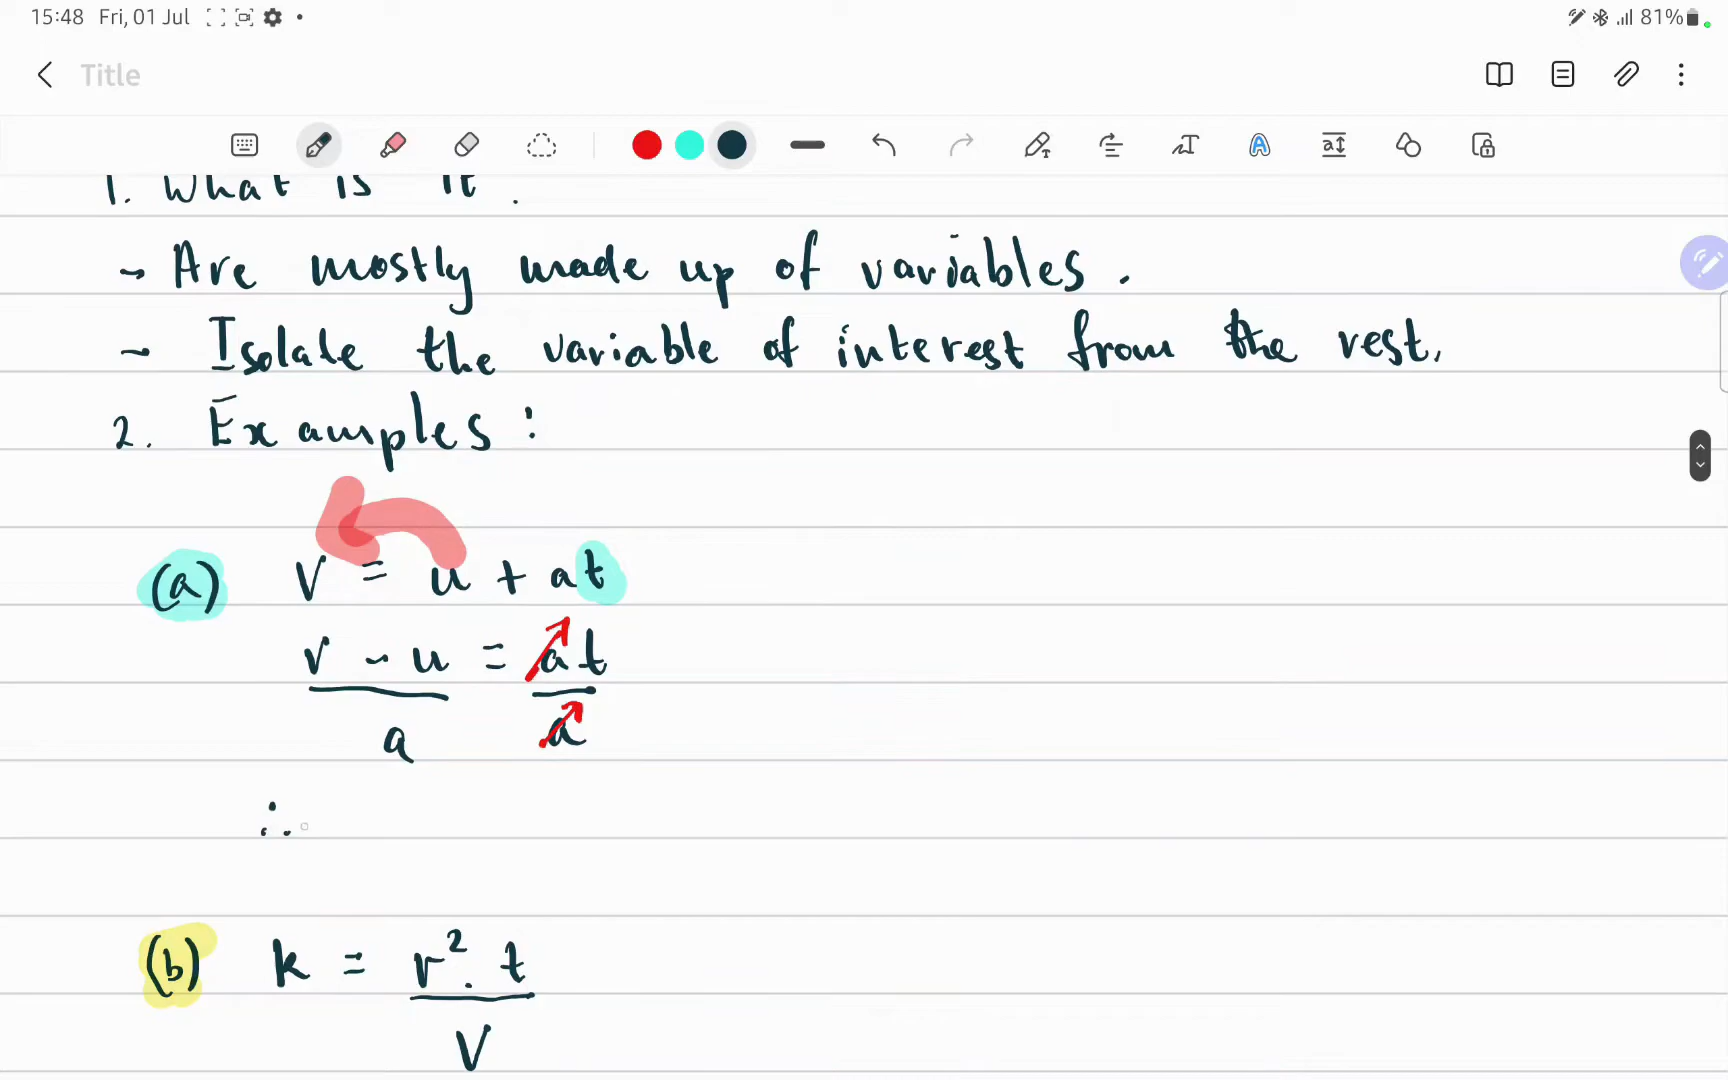 15:48 Fri, 01 Jul 81%
Title
1. What is it.
- Are mostly made up of variables.
- Isolate the variable of interest from the rest.
2. Examples:
(a) V = u + at
v - u = at
a a
∴
(b) k = r². t
V